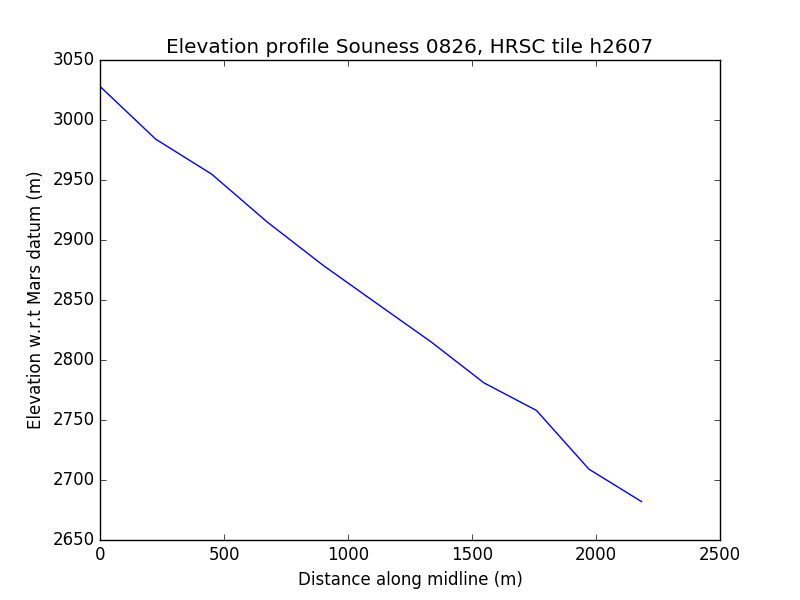 Elevation profile Souness 0826, HRSC tile h2607
3050
3000
2950
2900
2850
2800
2750
2700
2650
Elevation w.r.t Mars datum (m)
0 500 1000 1500 2000 2500
Distance along midline (m)